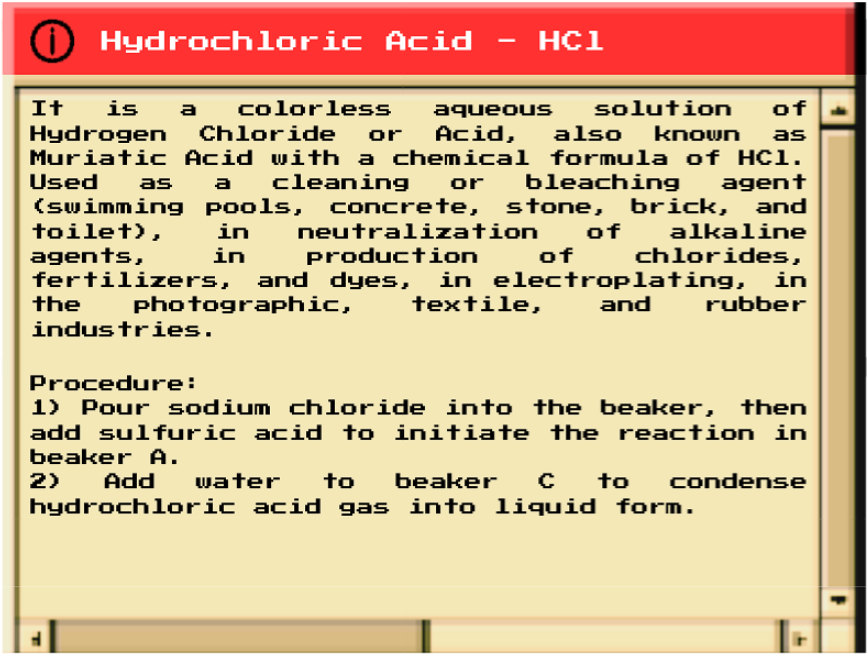 Hydrochloric Acid - HCl
It is a colorless aqueous solution of
Hydrogen Chloride or Acid, also known as
Muriatic Acid with a chemical formula of HCl.
Used as a cleaning or bleaching agent
(swimming pools, concrete, stone, brick, and
toilet), in neutralization of alkaline
agents, in production of chlorides,
fertilizers, and dyes, in electroplating, in
the photographic, textile, and rubber
industries.
Procedure:
1) Pour sodium chloride into the beaker, then
add sulfuric acid to initiate the reaction in
beaker A.
2) Add water to beaker C to condense
hydrochloric acid gas into liquid form.